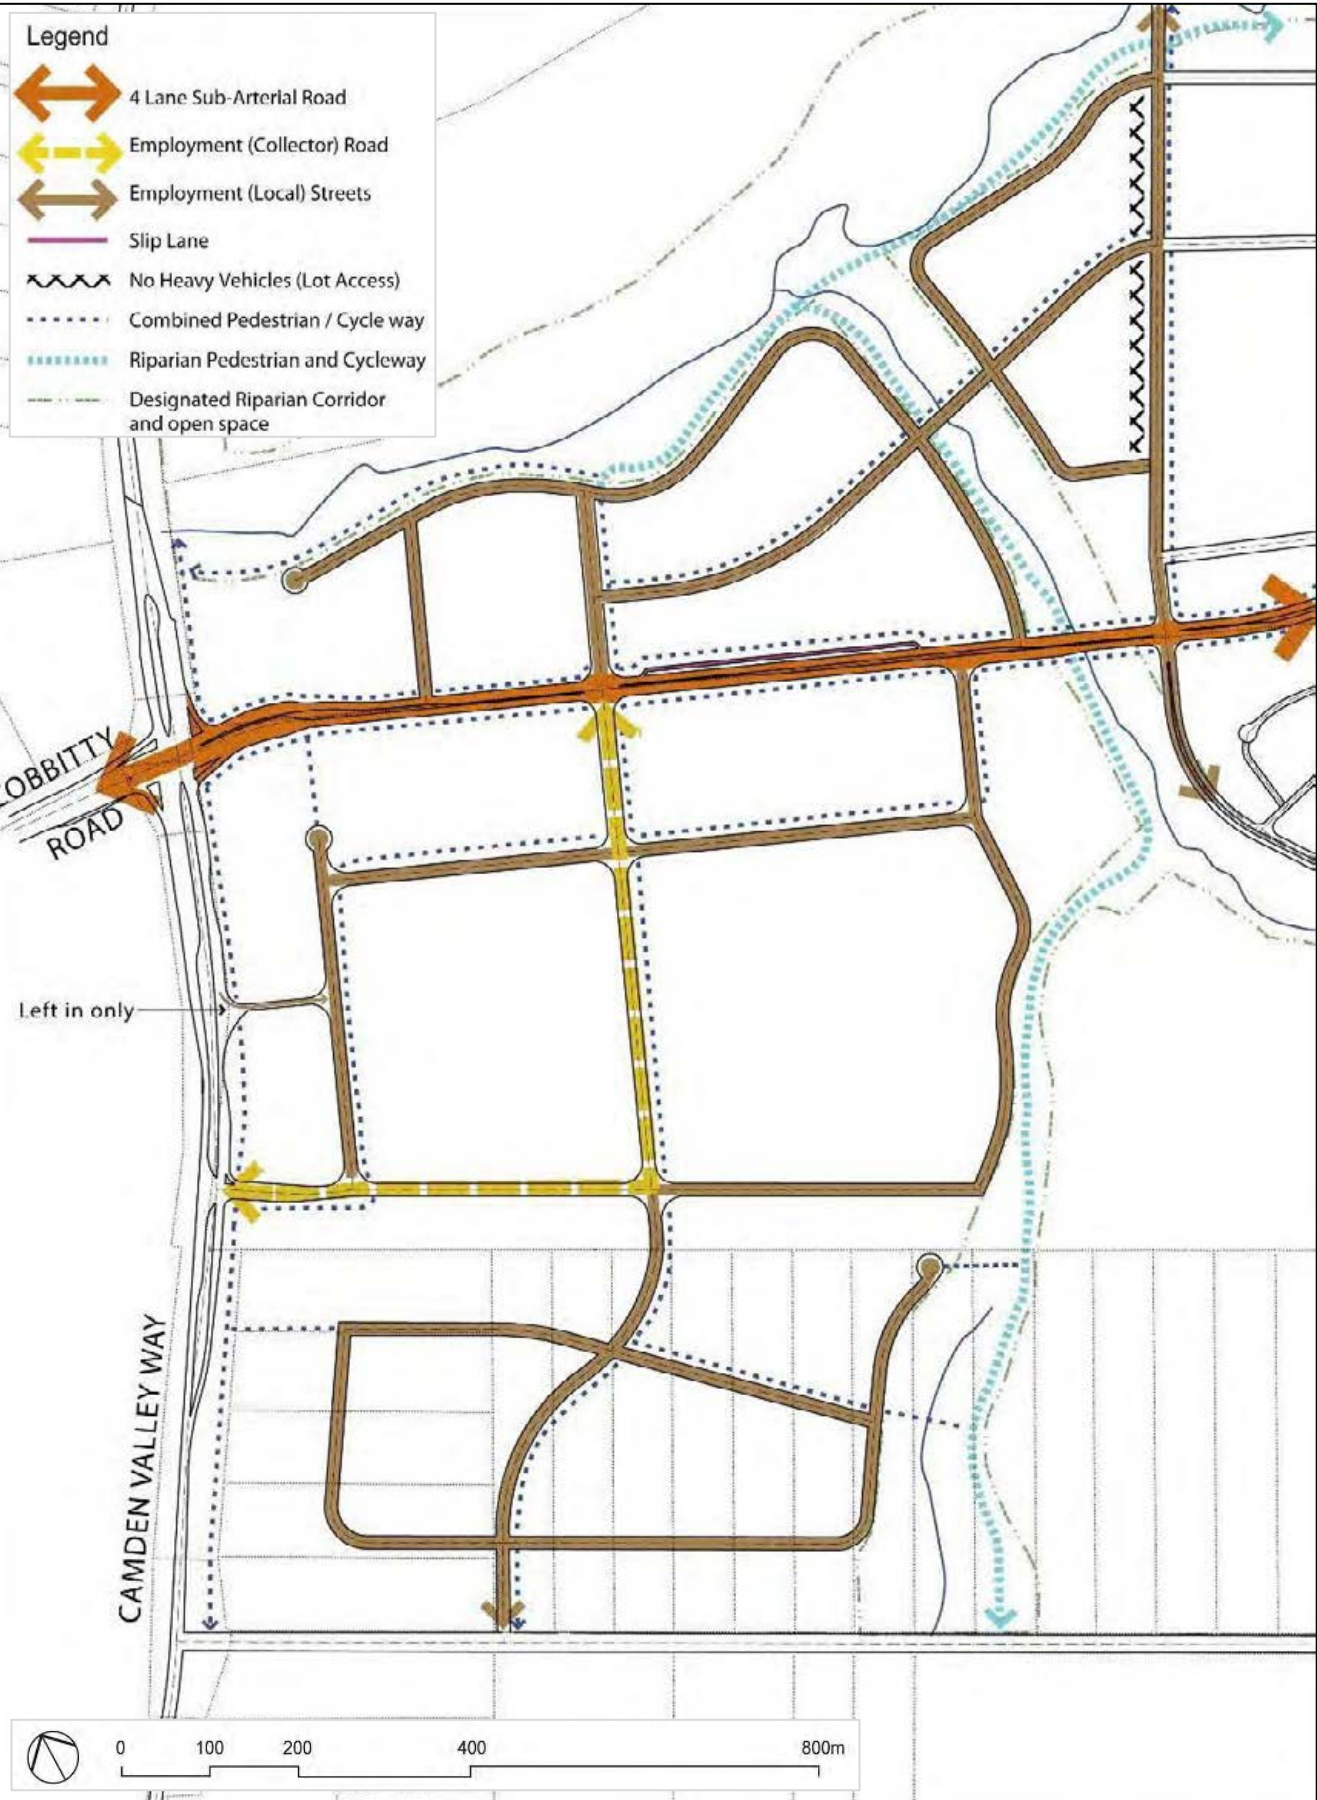 Legend
4 Lane Sub-Arterial Road
Employment (Collector) Road
Employment (Local) Streets
Slip Lane
No Heavy Vehicles (Lot Access)
Combined Pedestrian / Cycle way
Riparian Pedestrian and Cycleway
Designated Riparian Corridor
and open space
COBBITTY
ROAD
Left in only
CAMDEN VALLEY WAY
0 100 200 400 800m